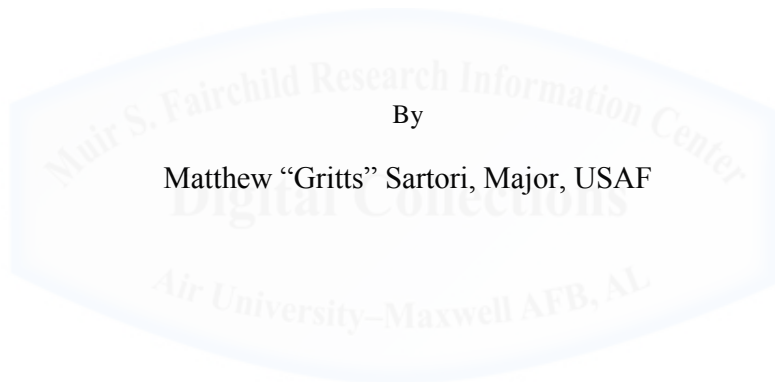 Muir S. Fairchild Research Information Center
By
Matthew “Gritts” Sartori, Major, USAF
Digital Collections
Air University–Maxwell AFB, AL